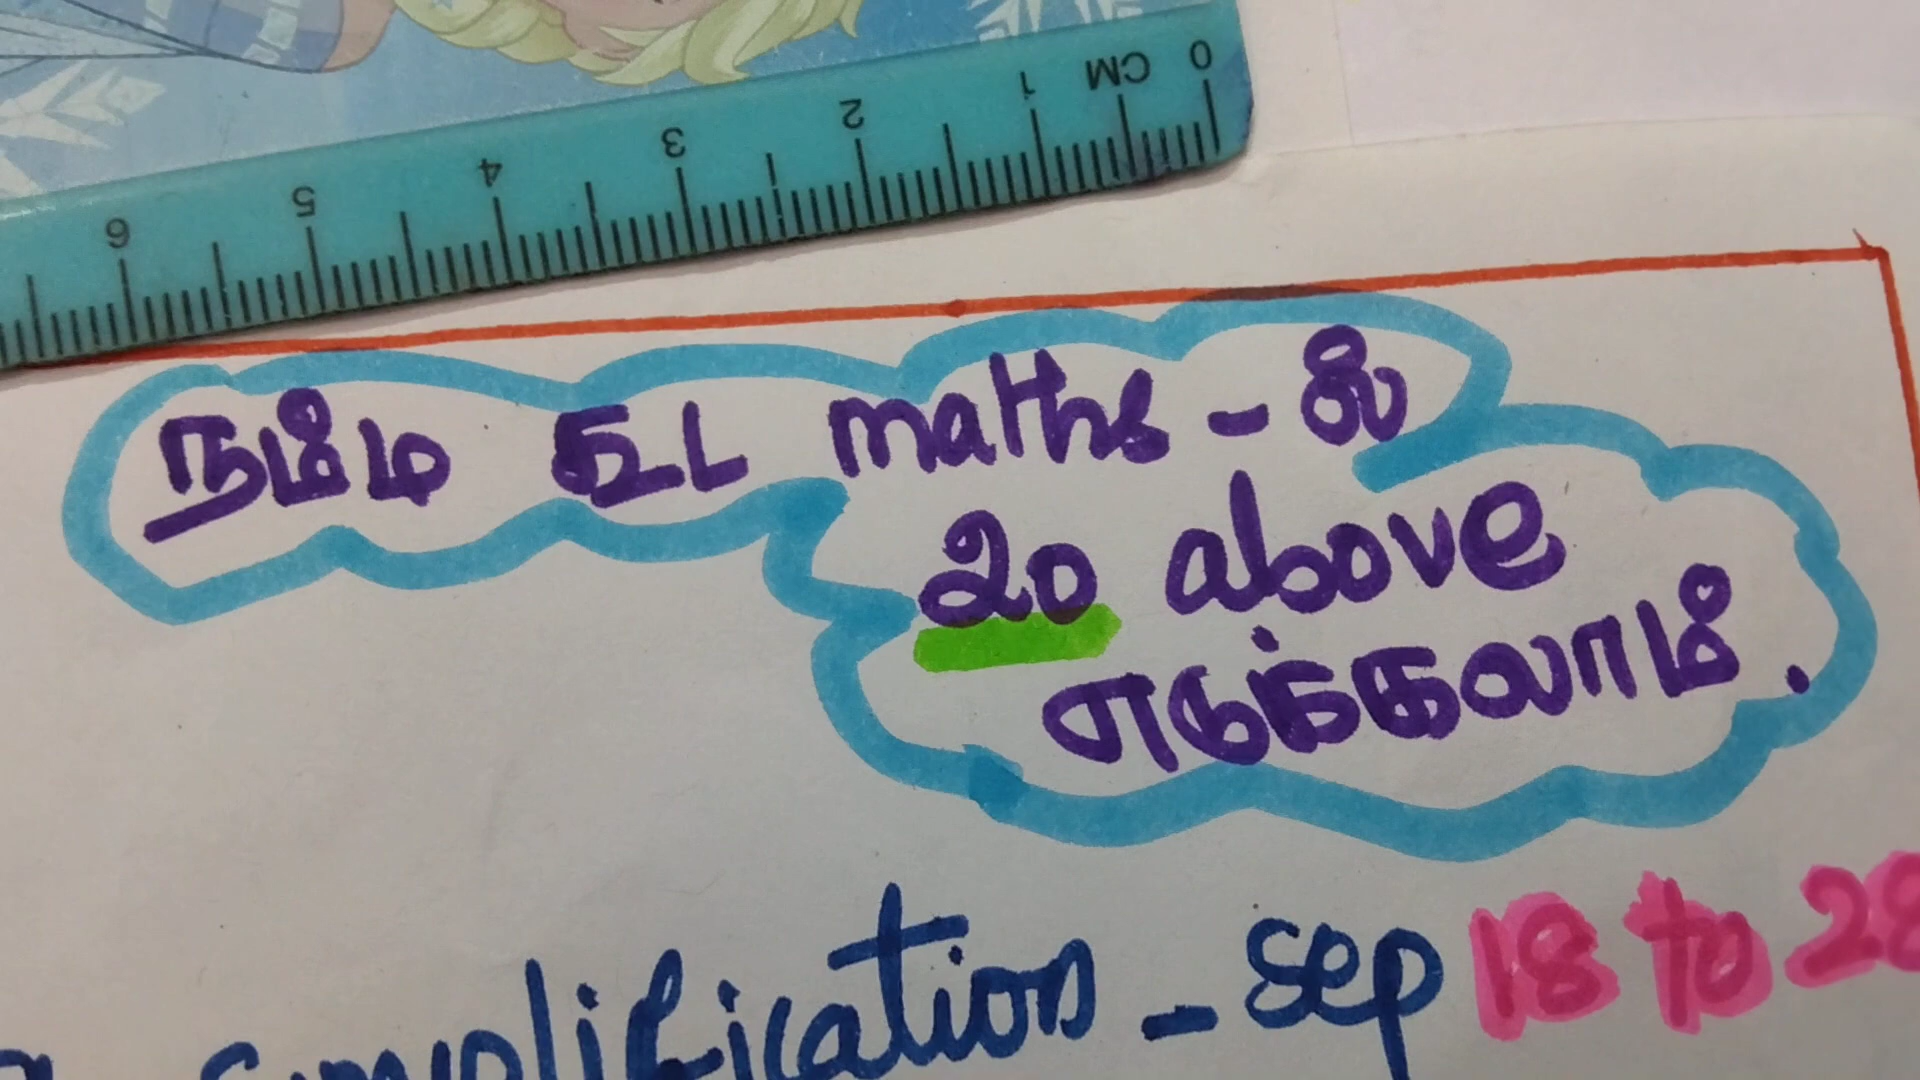 0 CM 1 2 3 4 5 6
நம்ம கூட maths - ல்
20 above
எடுக்கலாம்.
simplification - sep 18 to 28